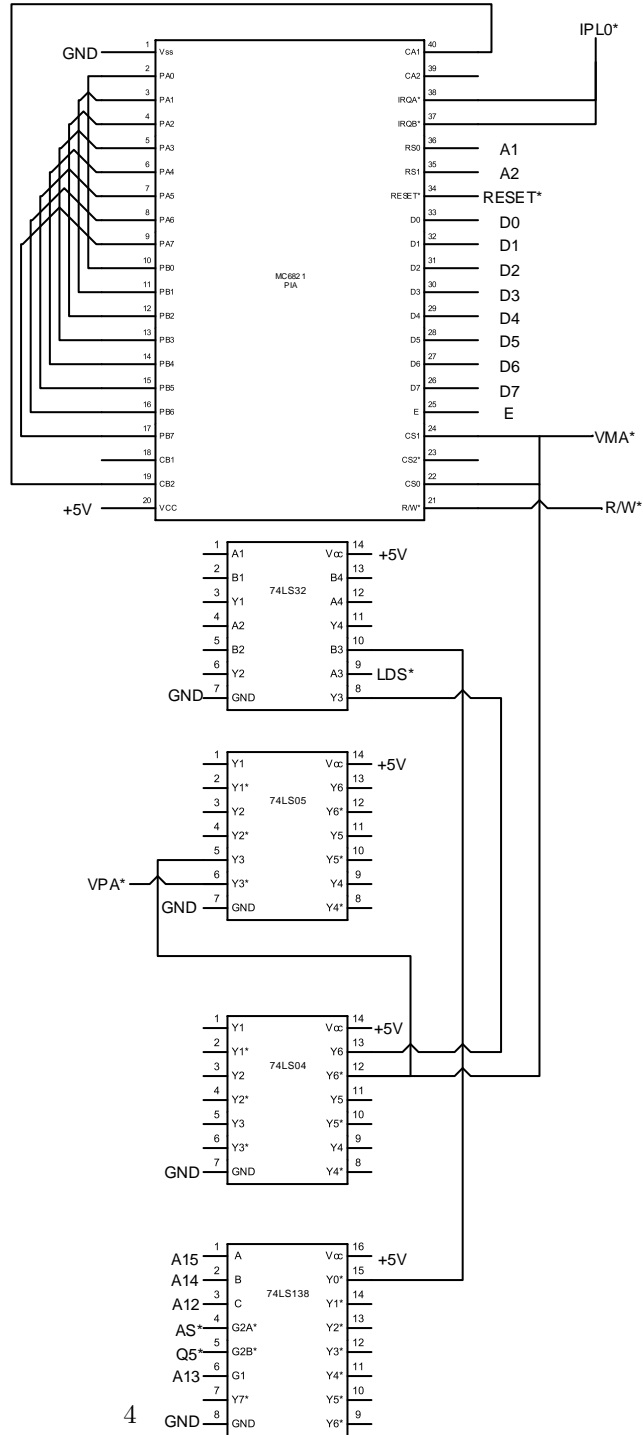 IPL0*
GND 1 Vss CA1 40
2 PA0 CA2 39
3 PA1 IRQA* 38
4 PA2 IRQB* 37
5 PA3 RS0 36 A1
6 PA4 RS1 35 A2
7 PA5 RESET* 34 RESET*
8 PA6 D0 33 D0
9 PA7 D1 32 D1
10 PB0 D2 31 D2
MC6821
PIA
11 PB1 D3 30 D3
12 PB2 D4 29 D4
13 PB3 D5 28 D5
14 PB4 D6 27 D6
15 PB5 D7 26 D7
16 PB6 E 25 E
17 PB7 CS1 24 VMA*
18 CB1 CS2* 23
19 CB2 CS0 22
+5V 20 VCC R/W* 21 R/W*
1 A1 Vcc 14 +5V
2 B1 B4 13
74LS32
3 Y1 A4 12
4 A2 Y4 11
5 B2 B3 10
6 Y2 A3 9 LDS*
GND 7 GND Y3 8
1 Y1 Vcc 14 +5V
2 Y1* Y6 13
74LS05
3 Y2 Y6* 12
4 Y2* Y5 11
5 Y3 Y5* 10
VPA* 6 Y3* Y4 9
GND 7 GND Y4* 8
1 Y1 Vcc 14 +5V
2 Y1* Y6 13
74LS04
3 Y2 Y6* 12
4 Y2* Y5 11
5 Y3 Y5* 10
6 Y3* Y4 9
GND 7 GND Y4* 8
A15 1 A Vcc 16 +5V
A14 2 B Y0* 15
74LS138
A12 3 C Y1* 14
AS* 4 G2A* Y2* 13
Q5* 5 G2B* Y3* 12
A13 6 G1 Y4* 11
7 Y7* Y5* 10
4 GND 8 GND Y6* 9